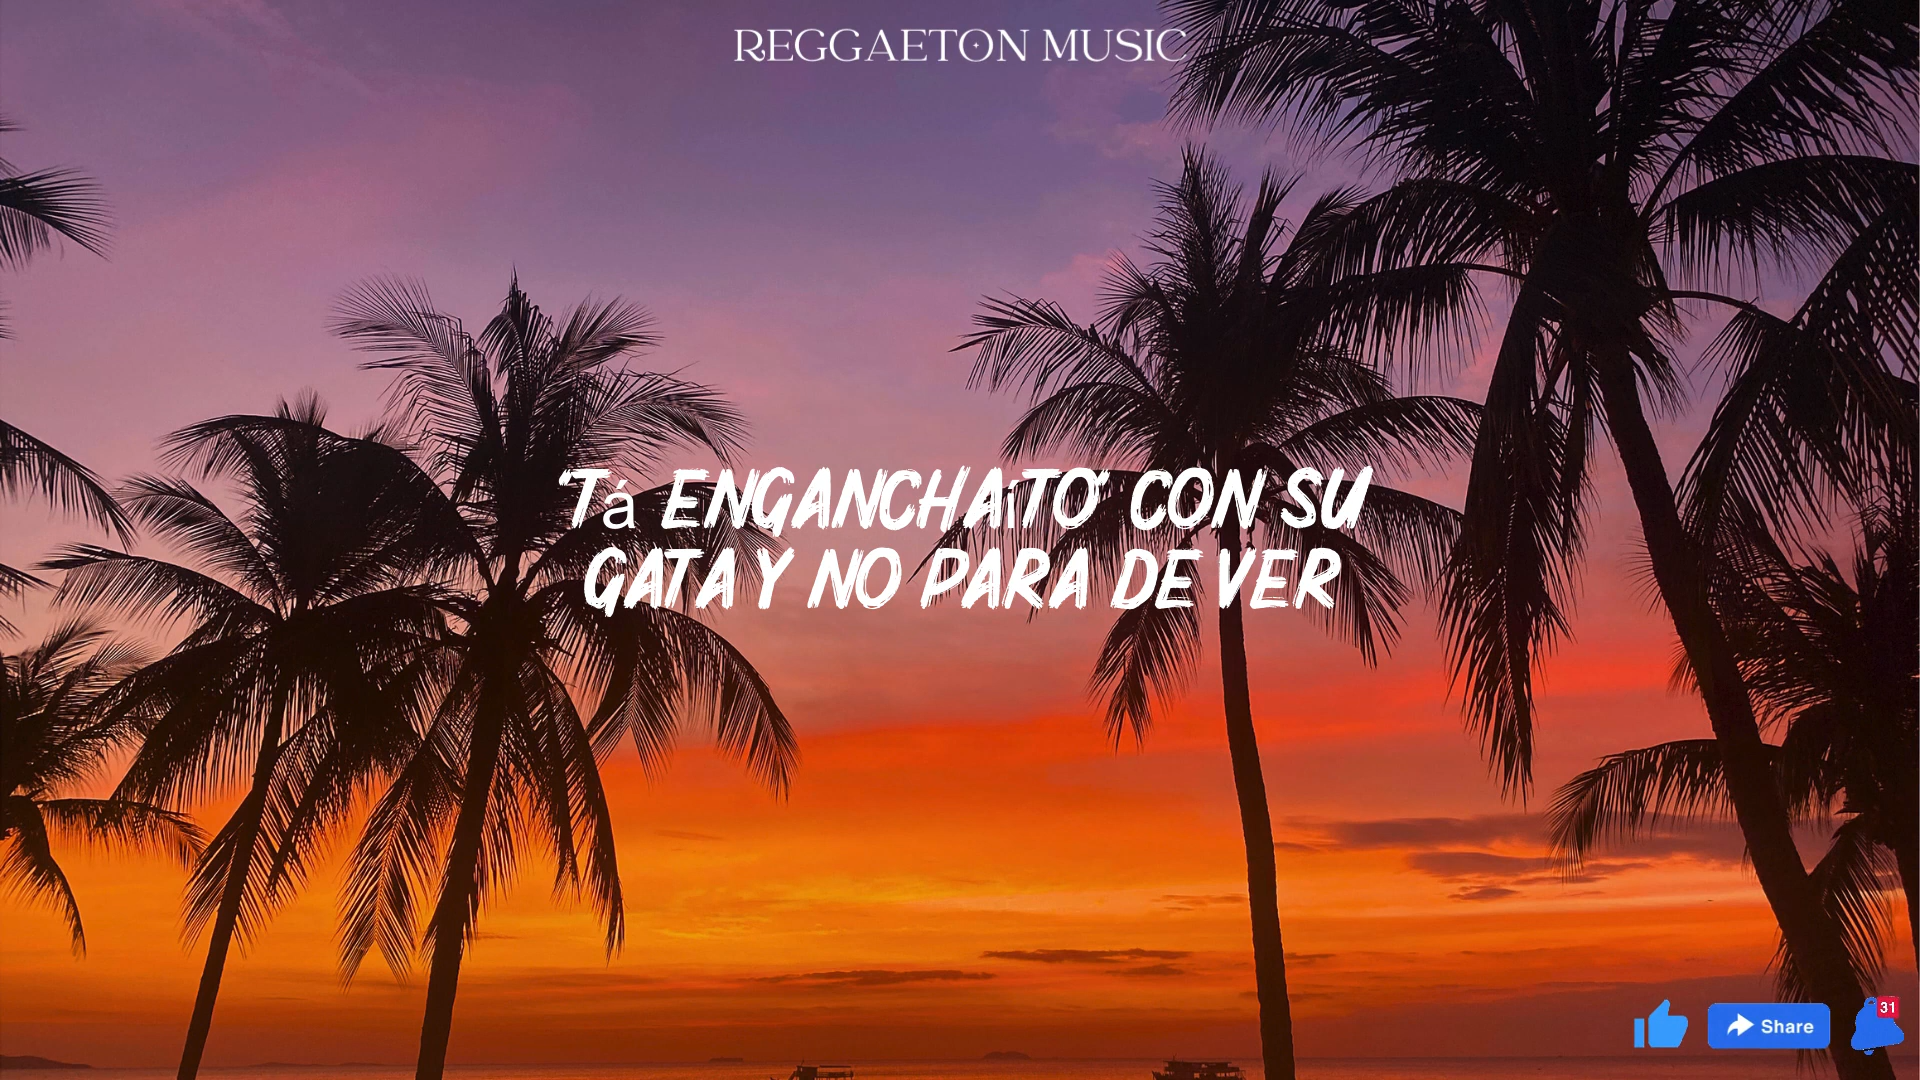 REGGAETON MUSIC
'Tá ENGANCHAíTO' CON SU
GATA Y NO PARA DE VER
31
Share